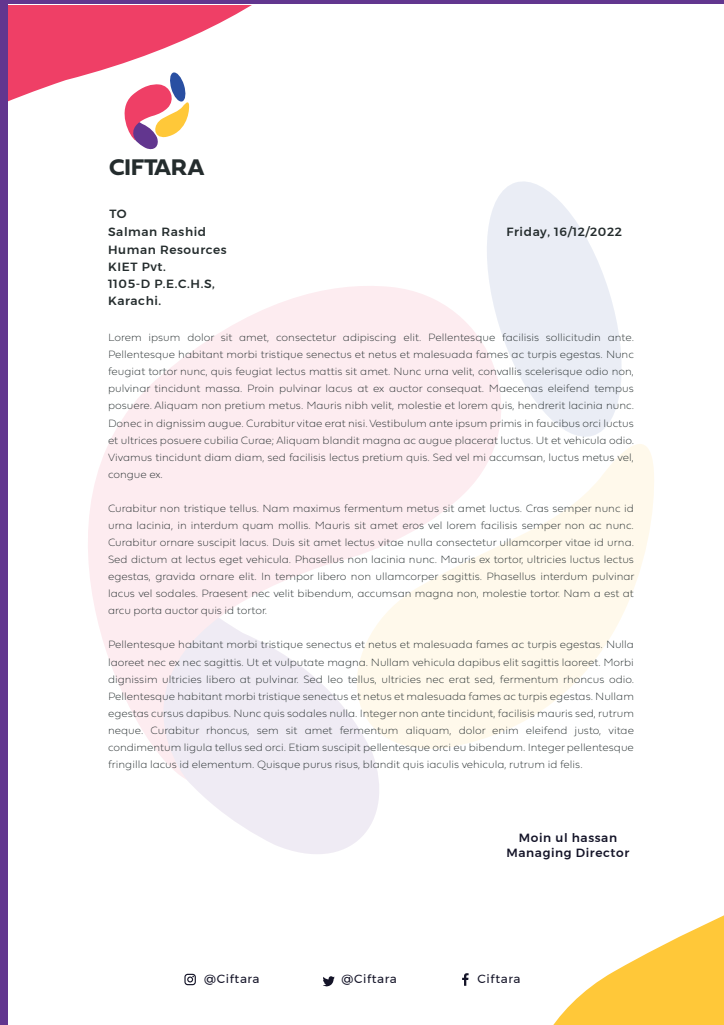 CIFTARA
TO
Salman Rashid
Friday, 16/12/2022
Human Resources
KIET Pvt.
1105-D P.E.C.H.S,
Karachi.
Lorem ipsum dolor sit amet, consectetur adipiscing elit. Pellentesque facilisis sollicitudin ante.
Pellentesque habitant morbi tristique senectus et netus et malesuada fames ac turpis egestas. Nunc
feugiat tortor nunc, quis feugiat lectus mattis sit amet. Nunc urna velit, convallis scelerisque odio non,
pulvinar tincidunt massa. Proin pulvinar lacus at ex auctor consequat. Maecenas eleifend tempus
posuere. Aliquam non pretium metus. Mauris nibh velit, molestie et lorem quis, hendrerit lacinia nunc.
Donec in dignissim augue. Curabitur vitae erat nisi. Vestibulum ante ipsum primis in faucibus orci luctus
et ultrices posuere cubilia Curae; Aliquam blandit magna ac augue placerat luctus. Ut et vehicula odio.
Vivamus tincidunt diam diam, sed facilisis lectus pretium quis. Sed vel mi accumsan, luctus metus vel,
congue ex.
Curabitur non tristique tellus. Nam maximus fermentum metus sit amet luctus. Cras semper nunc id
urna lacinia, in interdum quam mollis. Mauris sit amet eros vel lorem facilisis semper non ac nunc.
Curabitur ornare suscipit lacus. Duis sit amet lectus vitae nulla consectetur ullamcorper vitae id urna.
Sed dictum at lectus eget vehicula. Phasellus non lacinia nunc. Mauris ex tortor, ultricies luctus lectus
egestas, gravida ornare elit. In tempor libero non ullamcorper sagittis. Phasellus interdum pulvinar
lacus vel sodales. Praesent nec velit bibendum, accumsan magna non, molestie tortor. Nam a est at
arcu porta auctor quis id tortor.
Pellentesque habitant morbi tristique senectus et netus et malesuada fames ac turpis egestas. Nulla
laoreet nec ex nec sagittis. Ut et vulputate magna. Nullam vehicula dapibus elit sagittis laoreet. Morbi
dignissim ultricies libero at pulvinar. Sed leo tellus, ultricies nec erat sed, fermentum rhoncus odio.
Pellentesque habitant morbi tristique senectus et netus et malesuada fames ac turpis egestas. Nullam
egestas cursus dapibus. Nunc quis sodales nulla. Integer non ante tincidunt, facilisis mauris sed, rutrum
neque. Curabitur rhoncus, sem sit amet fermentum aliquam, dolor enim eleifend justo, vitae
condimentum ligula tellus sed orci. Etiam suscipit pellentesque orci eu bibendum. Integer pellentesque
fringilla lacus id elementum. Quisque purus risus, blandit quis iaculis vehicula, rutrum id felis.
Moin ul hassan
Managing Director
@Ciftara @Ciftara Ciftara